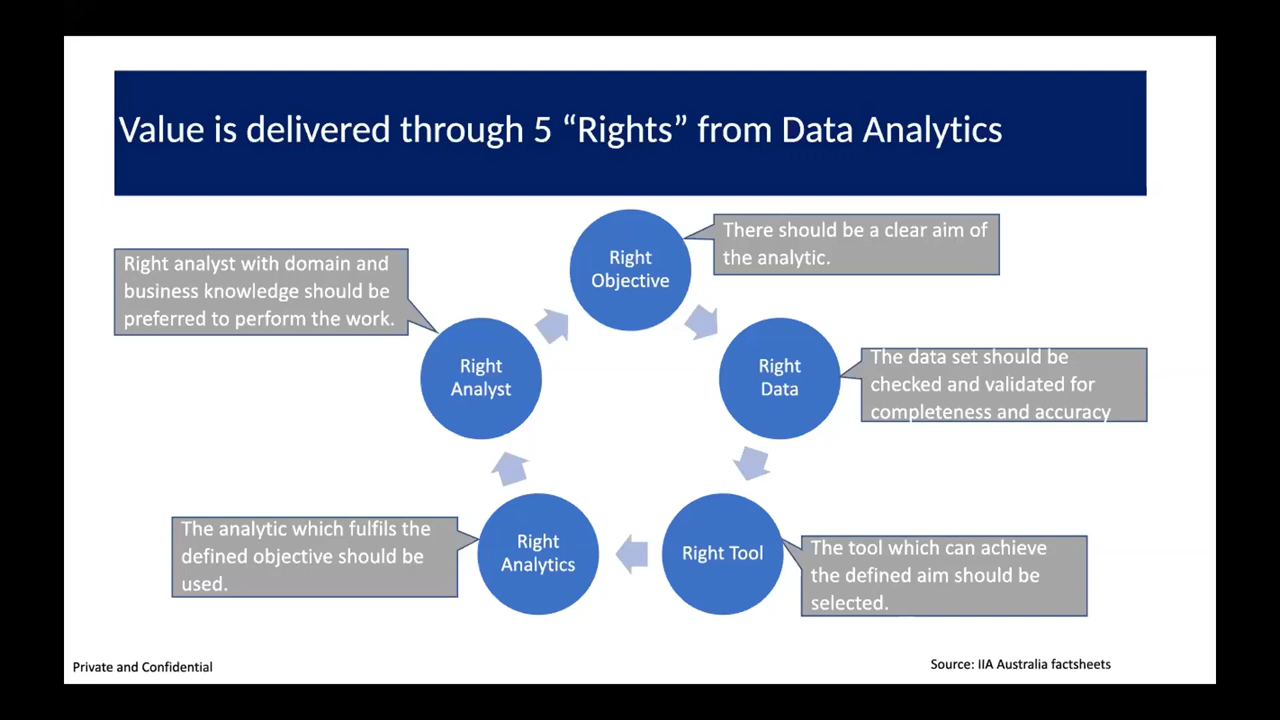 Value is delivered through 5 “Rights” from Data Analytics
Right
Objective
There should be a clear aim of
the analytic.
Right
Data
The data set should be
checked and validated for
completeness and accuracy
Right Tool
The tool which can achieve
the defined aim should be
selected.
Right
Analytics
The analytic which fulfils the
defined objective should be
used.
Right
Analyst
Right analyst with domain and
business knowledge should be
preferred to perform the work.
Private and Confidential
Source: IIA Australia factsheets